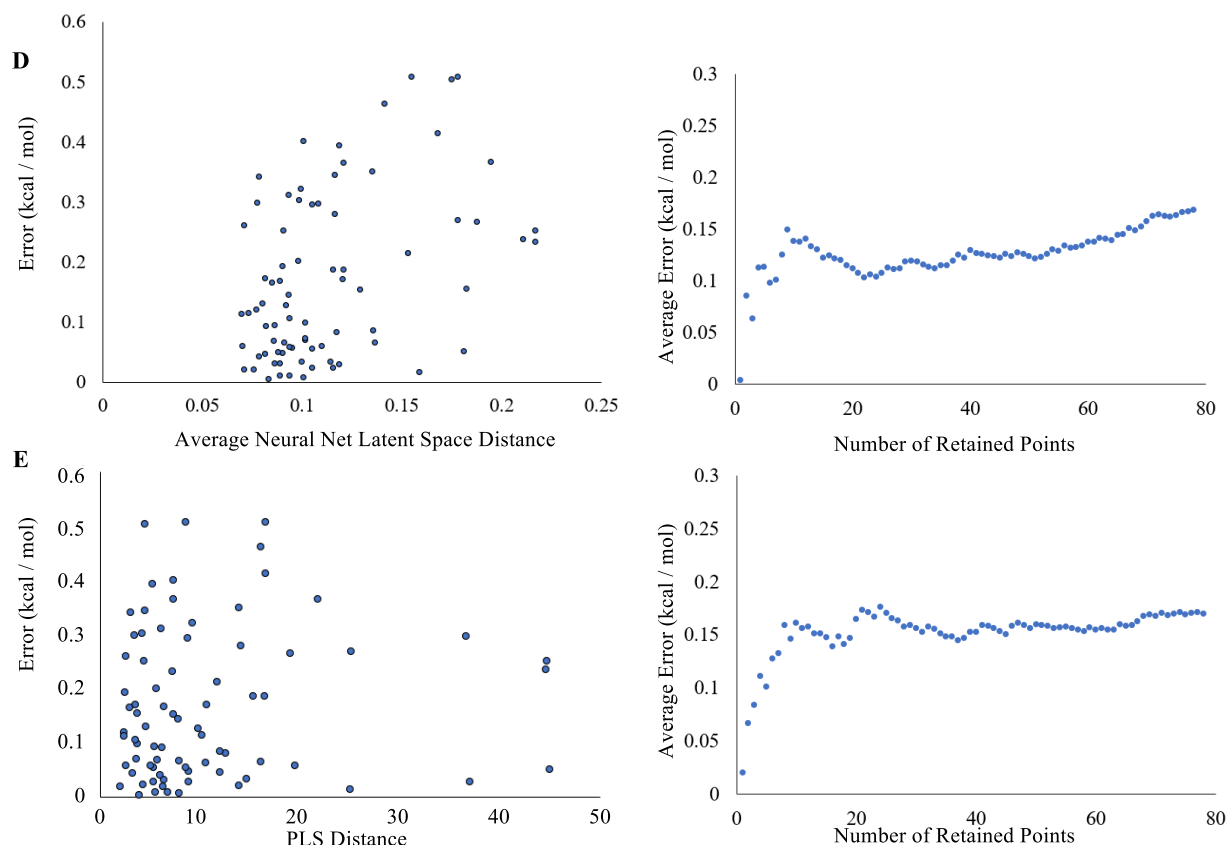 D
0.6
0.5
0.4
0.3
0.2
0.1
0
Error (kcal / mol)
0 0.05 0.1 0.15 0.2 0.25
Average Neural Net Latent Space Distance
0.3
0.25
0.2
0.15
0.1
0.05
0
Average Error (kcal / mol)
0 20 40 60 80
Number of Retained Points
E
0.6
0.5
0.4
0.3
0.2
0.1
0
Error (kcal / mol)
0 10 20 30 40 50
PLS Distance
0.3
0.25
0.2
0.15
0.1
0.05
0
Average Error (kcal / mol)
0 20 40 60 80
Number of Retained Points